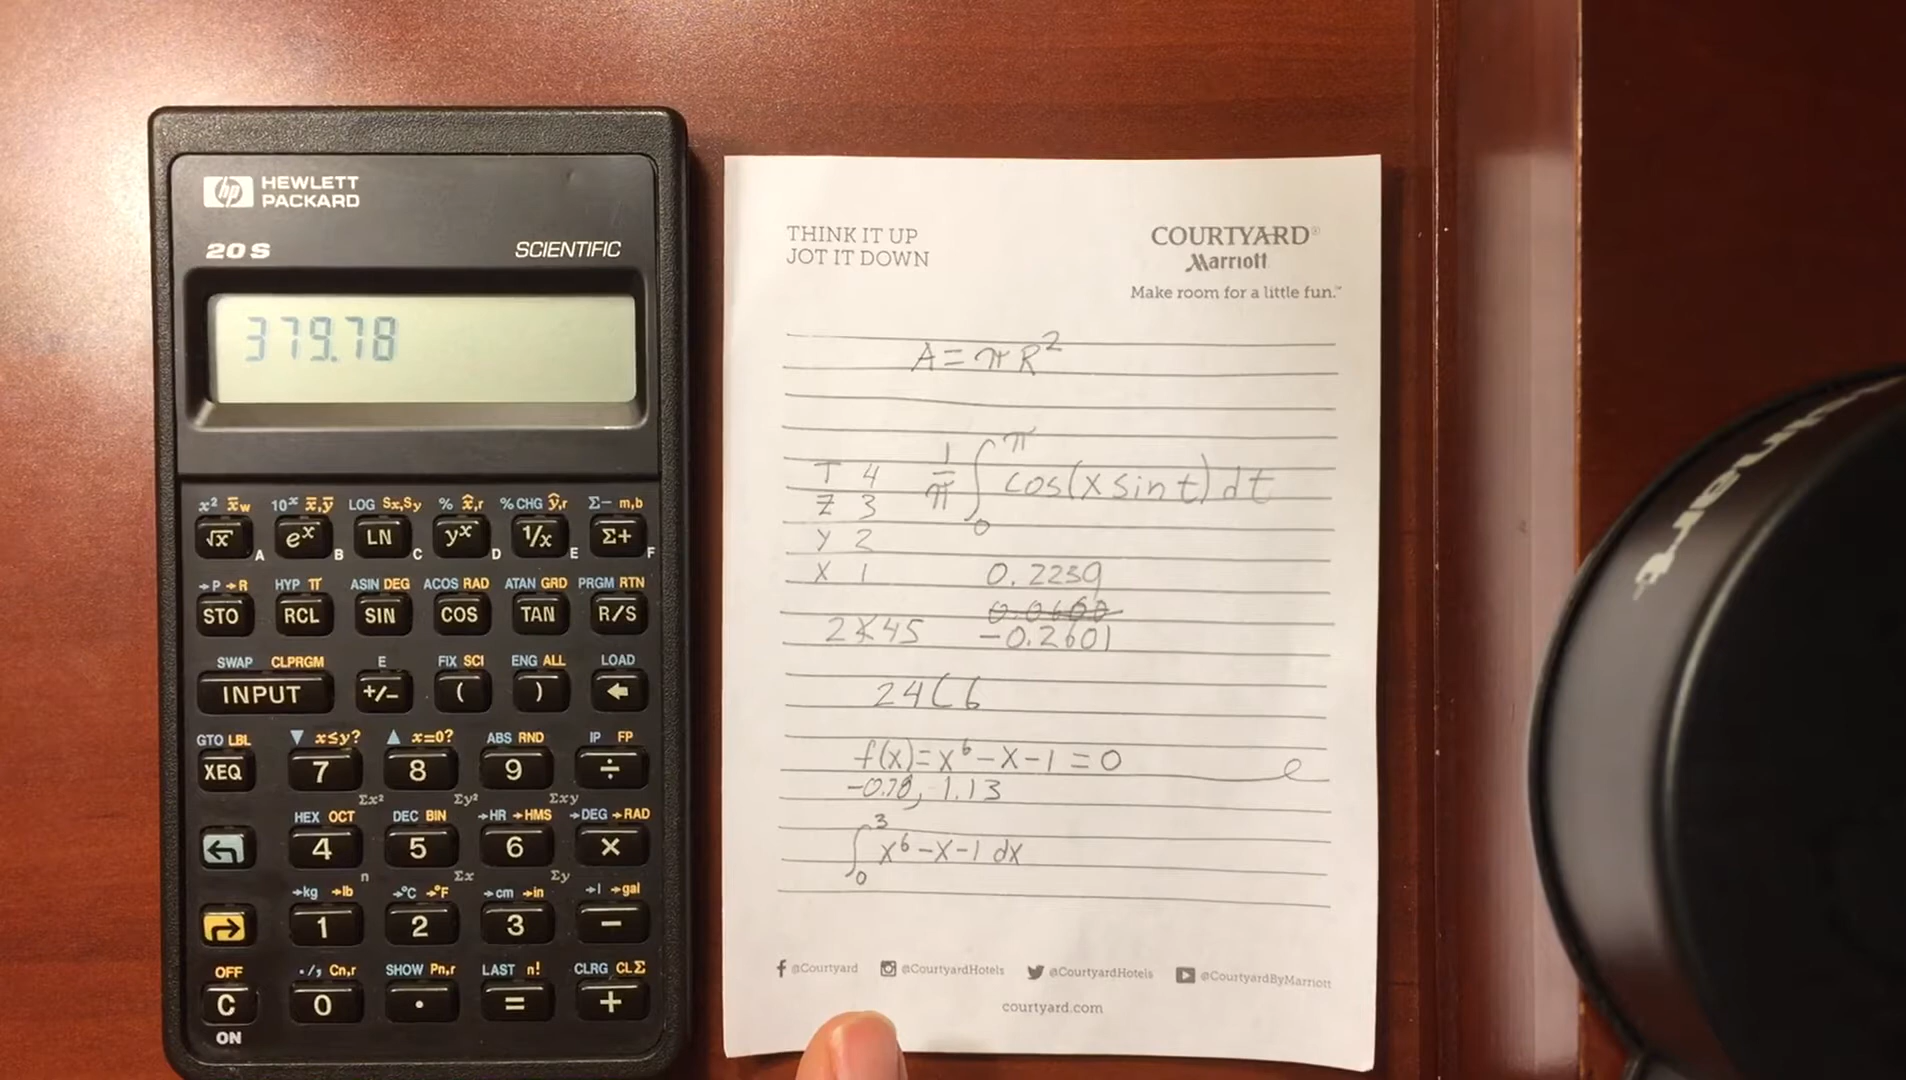 hp HEWLETT PACKARD
20S SCIENTIFIC
379.78
x² x̄w 10ˣ x̄,ȳ LOG Sx,Sy % x̂,r %CHG ŷ,r Σ− m,b
√x A eˣ B LN C yˣ D 1/x E Σ+ F
→P →R HYP π ASIN DEG ACOS RAD ATAN GRD PRGM RTN
STO RCL SIN COS TAN R/S
SWAP CLPRGM E FIX SCI ENG ALL LOAD
INPUT +/− ( ) ←
GTO LBL ▼ x≤y? ▲ x=0? ABS RND IP FP
XEQ 7 8 9 ÷
Σx² Σy² Σxy
HEX OCT DEC BIN →HR →HMS →DEG →RAD
4 5 6 ×
n Σx Σy
→kg →lb →°C →°F →cm →in →l →gal
1 2 3 −
OFF ·/, Cn,r SHOW Pn,r LAST n! CLRG CLΣ
C 0 · = +
ON
THINK IT UP
JOT IT DOWN
COURTYARD®
Marriott
Make room for a little fun.™
A = πR²
1/π ∫₀^π cos(x sin t) dt
T 4
Z 3
Y 2
X 1 0.2239
-0.2601
24C6
f(x)=x⁶-x-1=0
-0.78, 1.13
∫₀³ x⁶-x-1 dx
@Courtyard @CourtyardHotels @CourtyardHotels @CourtyardByMarriott
courtyard.com